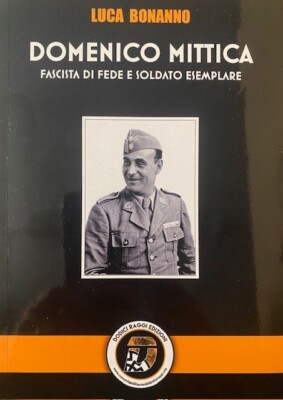 LUCA BONANNO
DOMENICO MITTICA
FASCISTA DI FEDE E SOLDATO ESEMPLARE
DODICI RAGGI EDIZIONI